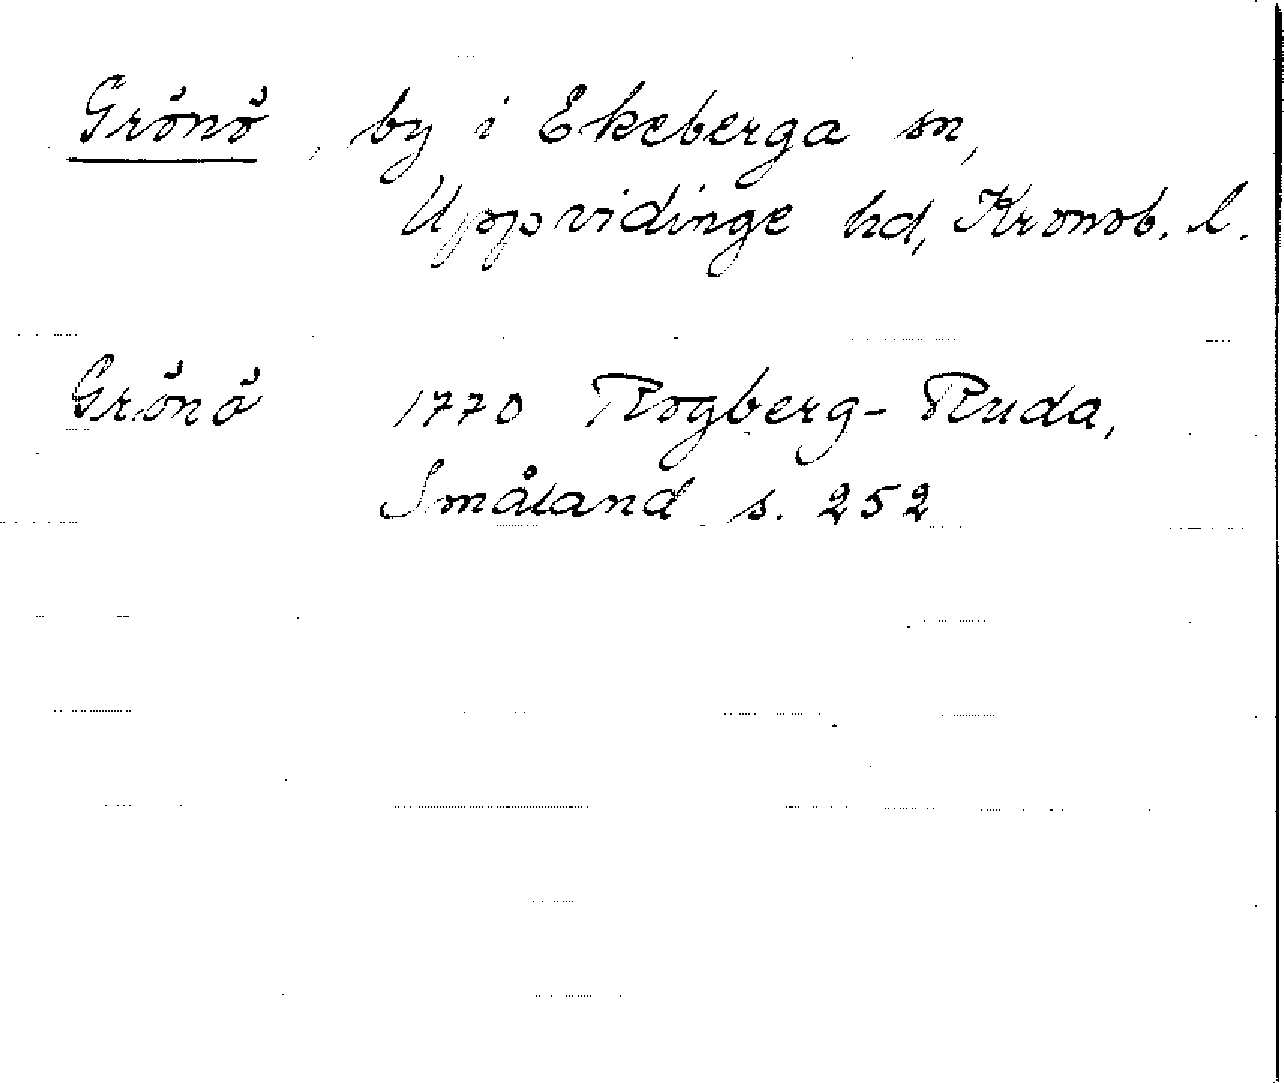 Grönö, by i Ekeberga sn,
Uppvidinge hd, Kronob. l.
Grönö 1770 Rogberg-Ruda,
Småland s. 252